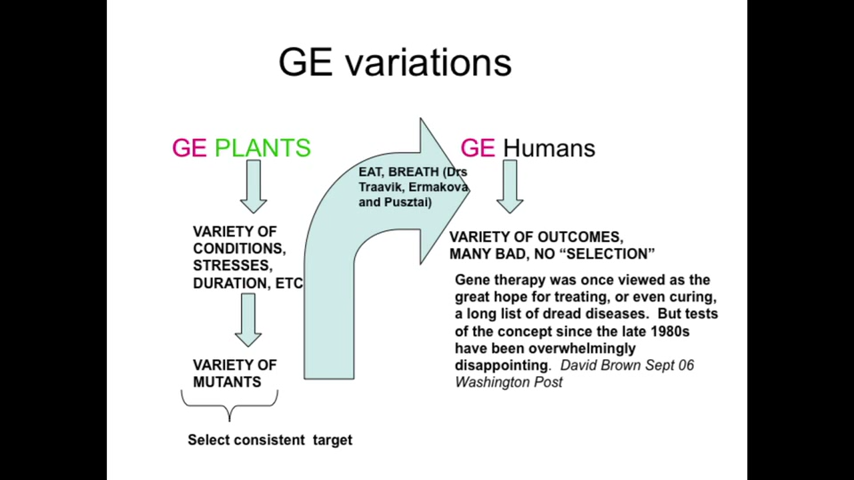 GE variations
GE PLANTS
VARIETY OF
CONDITIONS,
STRESSES,
DURATION, ETC
VARIETY OF
MUTANTS
Select consistent target
EAT, BREATH (Drs
Traavik, Ermakova
and Pusztai)
GE Humans
VARIETY OF OUTCOMES,
MANY BAD, NO “SELECTION”
Gene therapy was once viewed as the
great hope for treating, or even curing,
a long list of dread diseases. But tests
of the concept since the late 1980s
have been overwhelmingly
disappointing. David Brown Sept 06
Washington Post